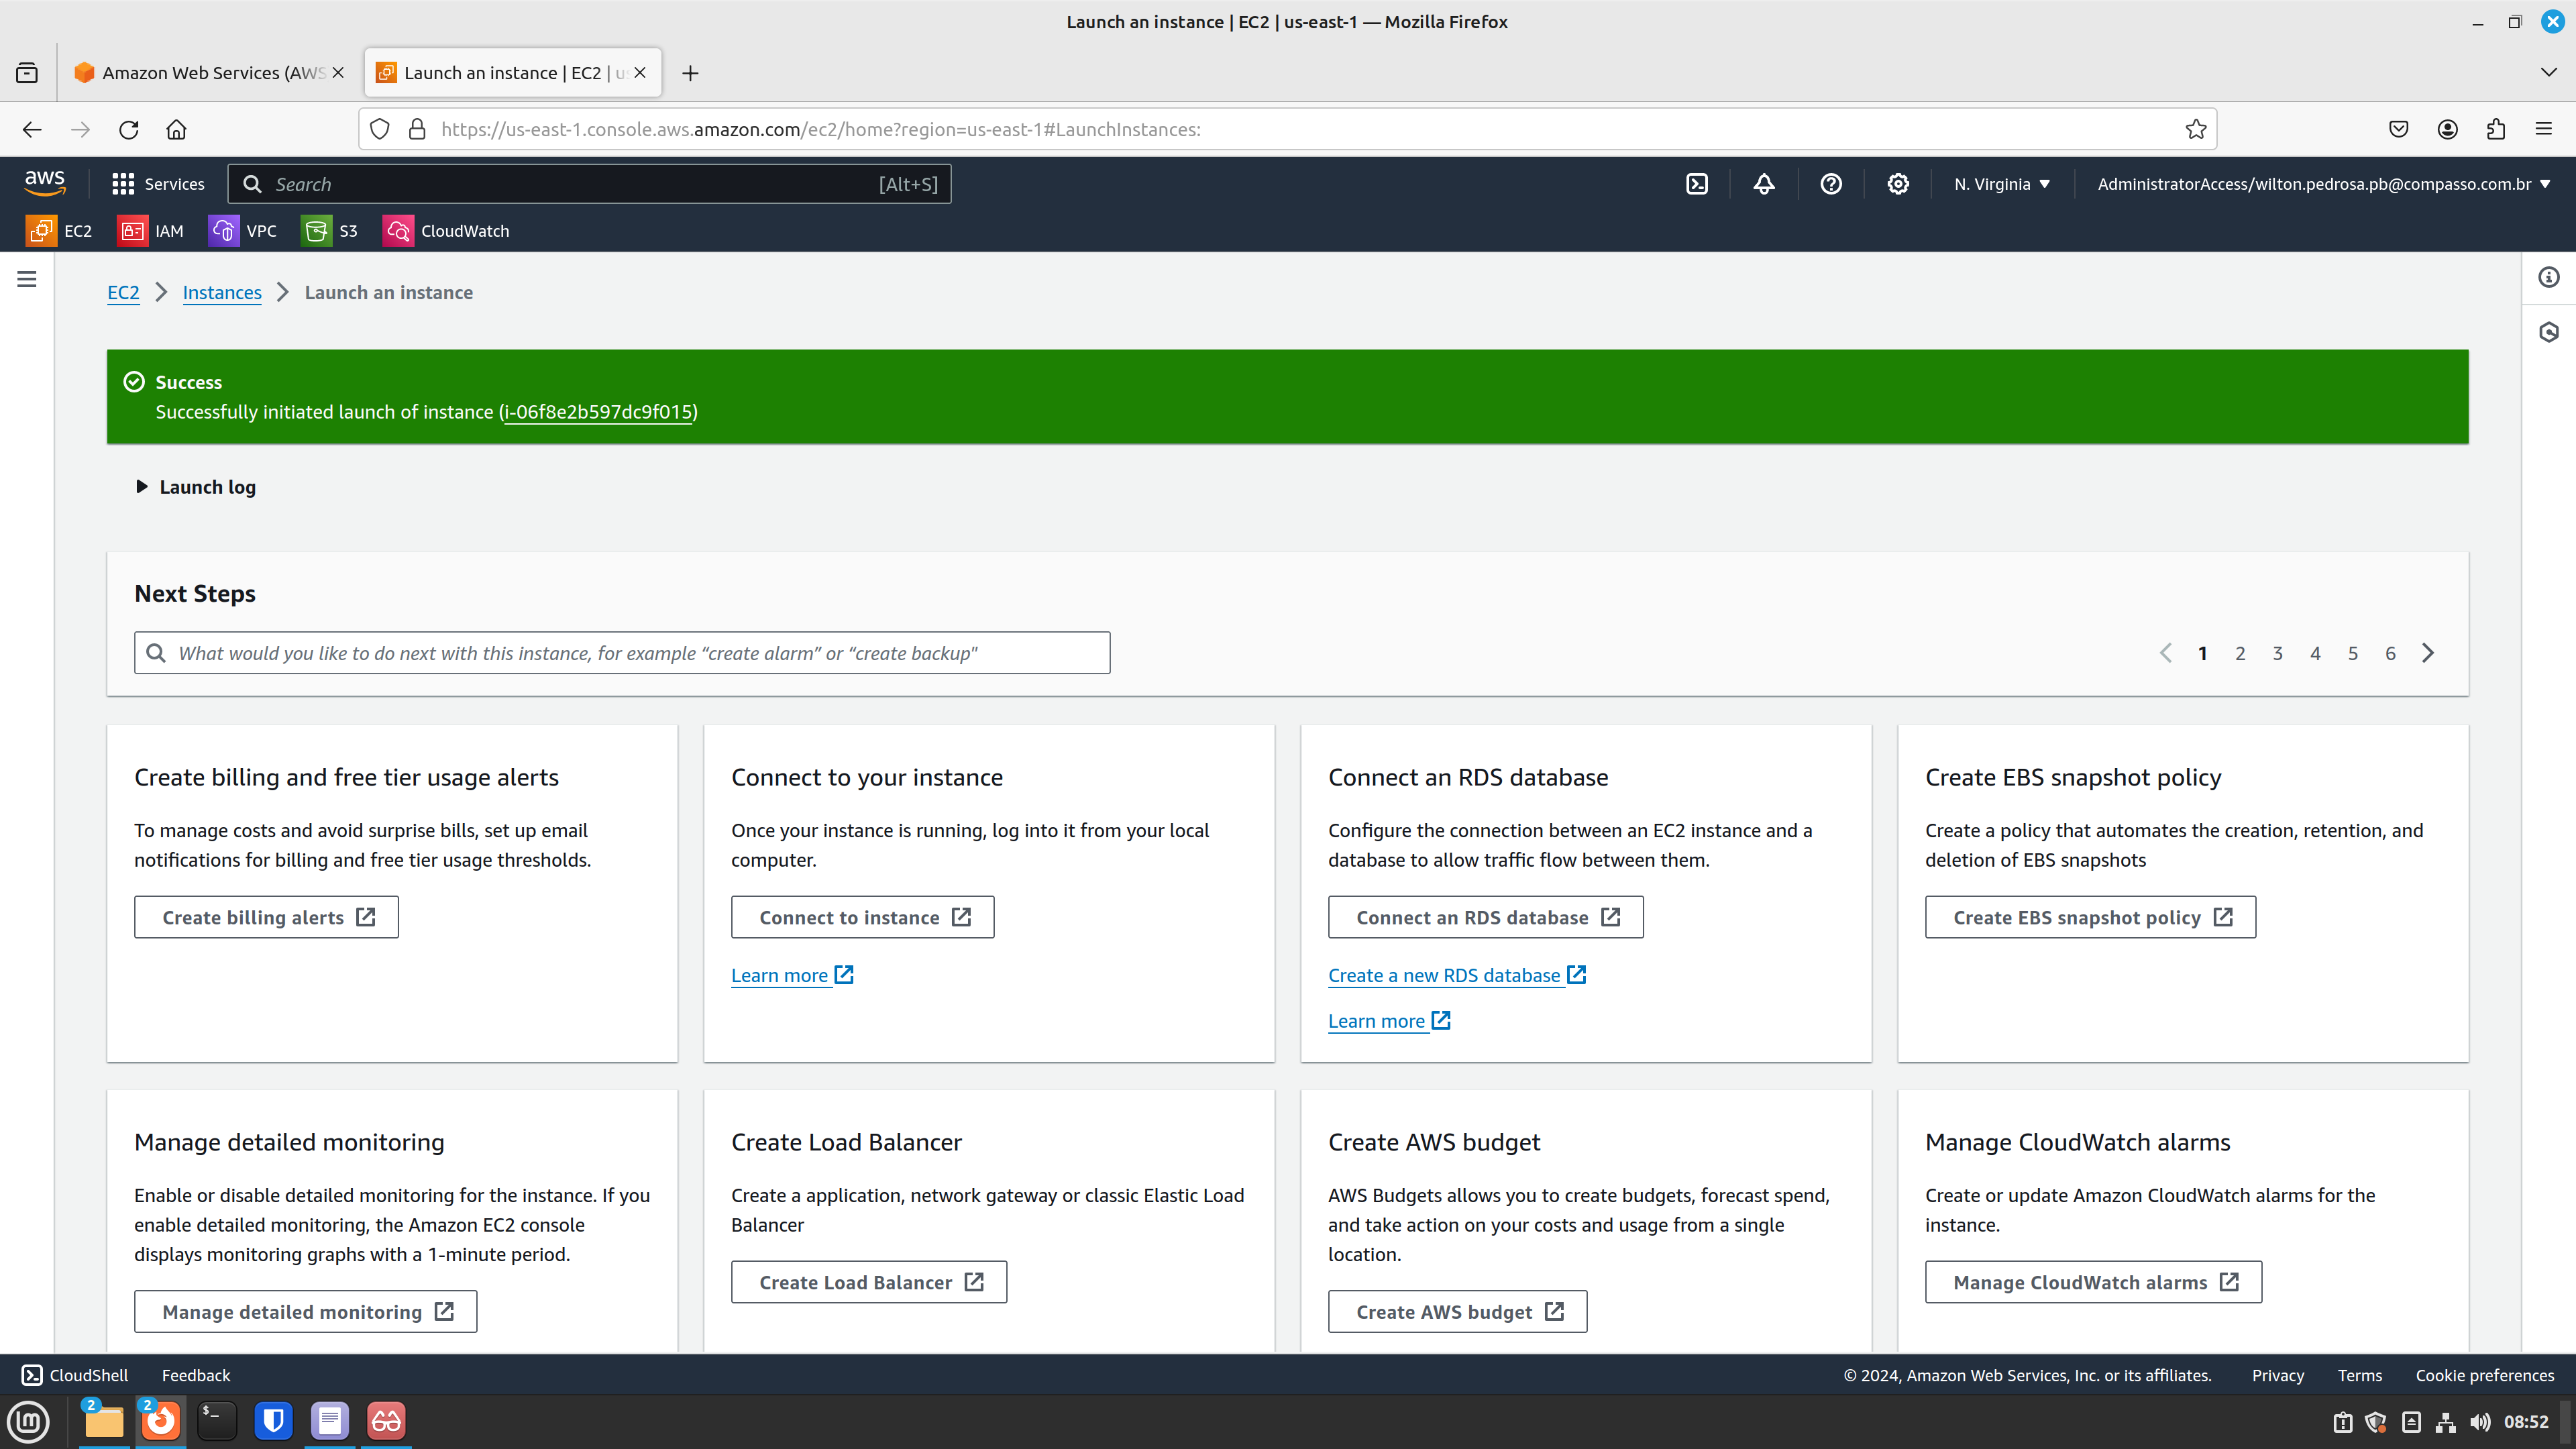 Launch an instance | EC2 | us-east-1 — Mozilla Firefox
Amazon Web Services (AWS
Launch an instance | EC2 | us
https://us-east-1.console.aws.amazon.com/ec2/home?region=us-east-1#LaunchInstances:
aws
Services
Search
[Alt+S]
N. Virginia
AdministratorAccess/wilton.pedrosa.pb@compasso.com.br
EC2
IAM
VPC
S3
CloudWatch
EC2
Instances
Launch an instance
Success
Successfully initiated launch of instance (i-06f8e2b597dc9f015)
Launch log
Next Steps
What would you like to do next with this instance, for example “create alarm” or “create backup"
1 2 3 4 5 6
Create billing and free tier usage alerts
To manage costs and avoid surprise bills, set up email
notifications for billing and free tier usage thresholds.
Create billing alerts
Connect to your instance
Once your instance is running, log into it from your local
computer.
Connect to instance
Learn more
Connect an RDS database
Configure the connection between an EC2 instance and a
database to allow traffic flow between them.
Connect an RDS database
Create a new RDS database
Learn more
Create EBS snapshot policy
Create a policy that automates the creation, retention, and
deletion of EBS snapshots
Create EBS snapshot policy
Manage detailed monitoring
Enable or disable detailed monitoring for the instance. If you
enable detailed monitoring, the Amazon EC2 console
displays monitoring graphs with a 1-minute period.
Manage detailed monitoring
Create Load Balancer
Create a application, network gateway or classic Elastic Load
Balancer
Create Load Balancer
Create AWS budget
AWS Budgets allows you to create budgets, forecast spend,
and take action on your costs and usage from a single
location.
Create AWS budget
Manage CloudWatch alarms
Create or update Amazon CloudWatch alarms for the
instance.
Manage CloudWatch alarms
CloudShell
Feedback
© 2024, Amazon Web Services, Inc. or its affiliates.
Privacy
Terms
Cookie preferences
2
2
$_
08:52